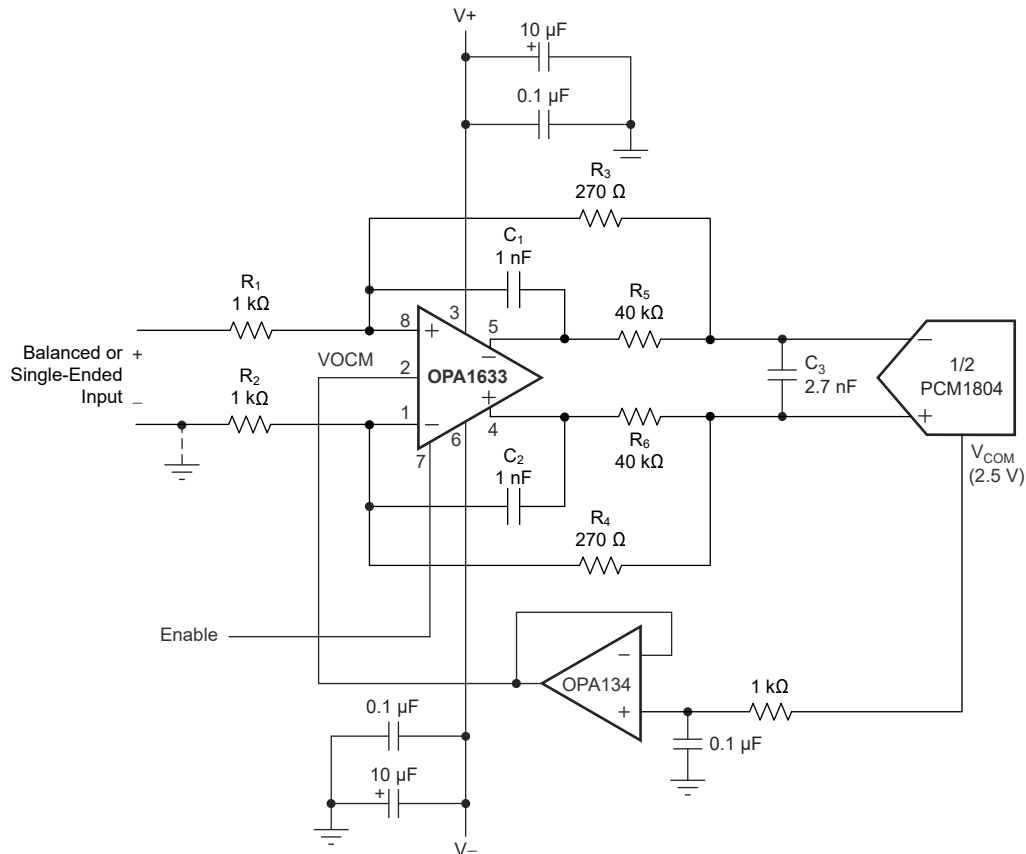 V+
10 µF
+
0.1 µF
R3
270 Ω
C1
1 nF
R1
1 kΩ
R5
40 kΩ
3
5
8
+
−
Balanced or
Single-Ended
Input
+
−
VOCM
2
OPA1633
C3
2.7 nF
−
1/2
PCM1804
+
R2
1 kΩ
1
−
+
4
6
7
R6
40 kΩ
VCOM
(2.5 V)
C2
1 nF
R4
270 Ω
Enable
−
OPA134
+
1 kΩ
0.1 µF
0.1 µF
10 µF
+
V−